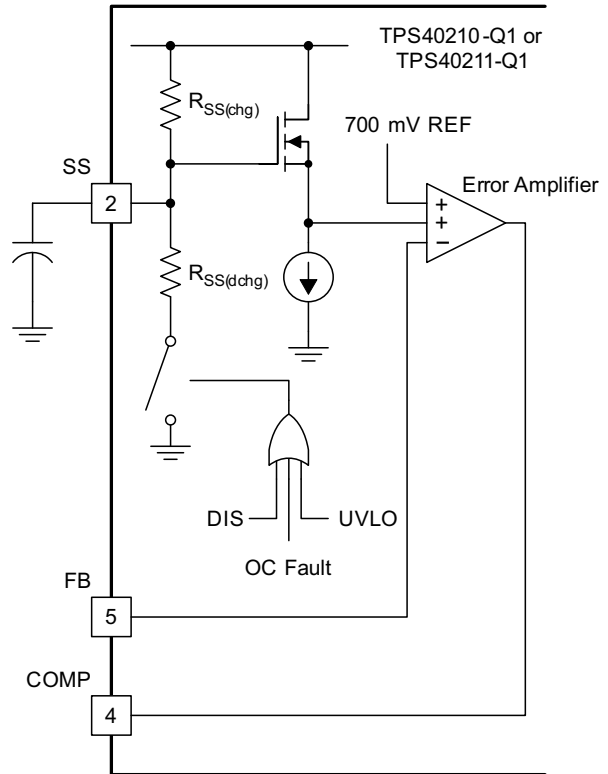 TPS40210-Q1 or
TPS40211-Q1
RSS(chg)
700 mV REF
SS
2
Error Amplifier
+
+
−
RSS(dchg)
DIS
UVLO
OC Fault
FB
5
COMP
4